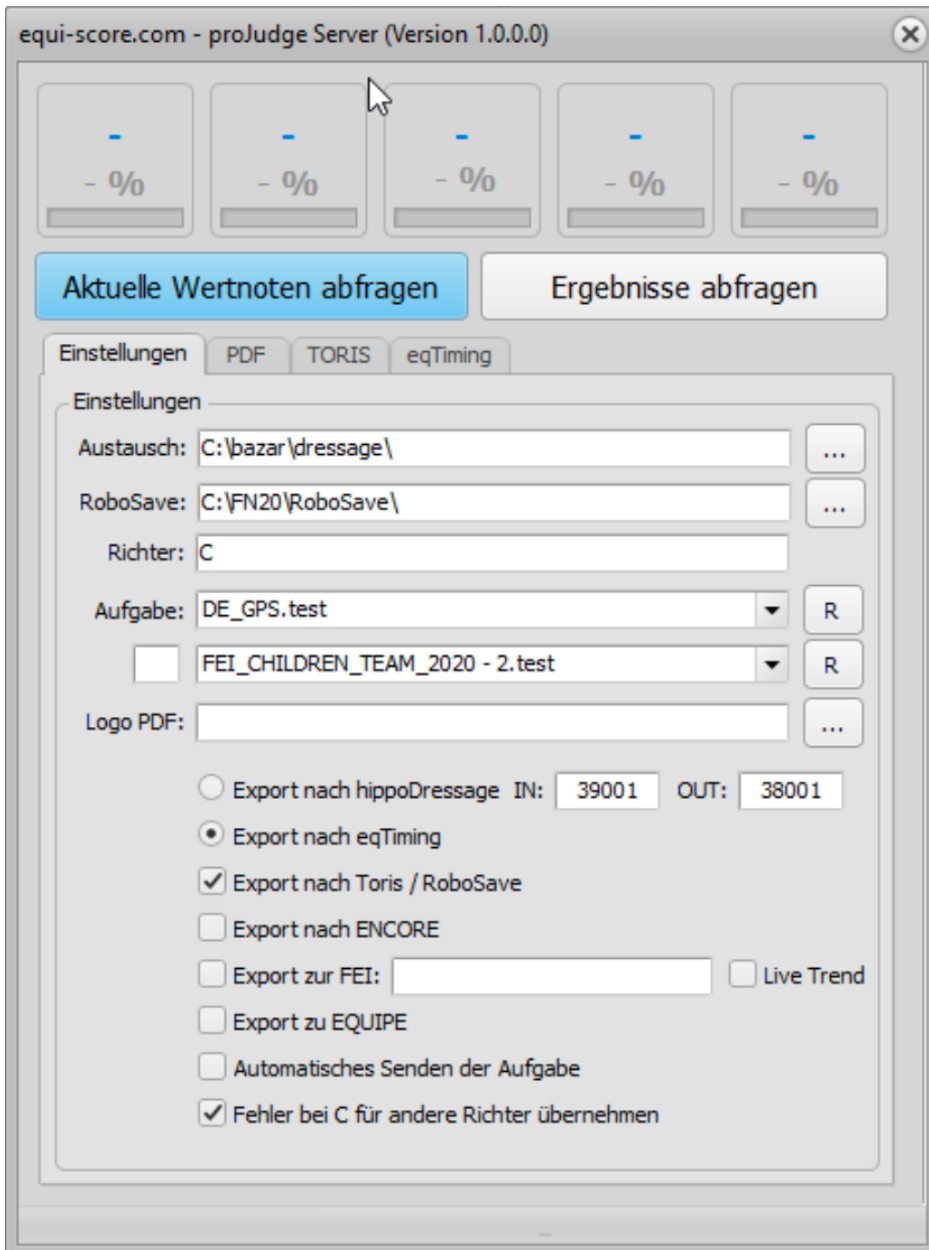 equi-score.com - proJudge Server (Version 1.0.0.0)
- - - - -
- % - % - % - % - %
Aktuelle Wertnoten abfragen Ergebnisse abfragen
Einstellungen PDF TORIS eqTiming
Einstellungen
Austausch: C:\bazar\dressage\ ...
RoboSave: C:\FN20\RoboSave\ ...
Richter: C
Aufgabe: DE_GPS.test R
FEI_CHILDREN_TEAM_2020 - 2.test R
Logo PDF: ...
Export nach hippoDressage IN: 39001 OUT: 38001
Export nach eqTiming
Export nach Toris / RoboSave
Export nach ENCORE
Export zur FEI: Live Trend
Export zu EQUIPE
Automatisches Senden der Aufgabe
Fehler bei C für andere Richter übernehmen